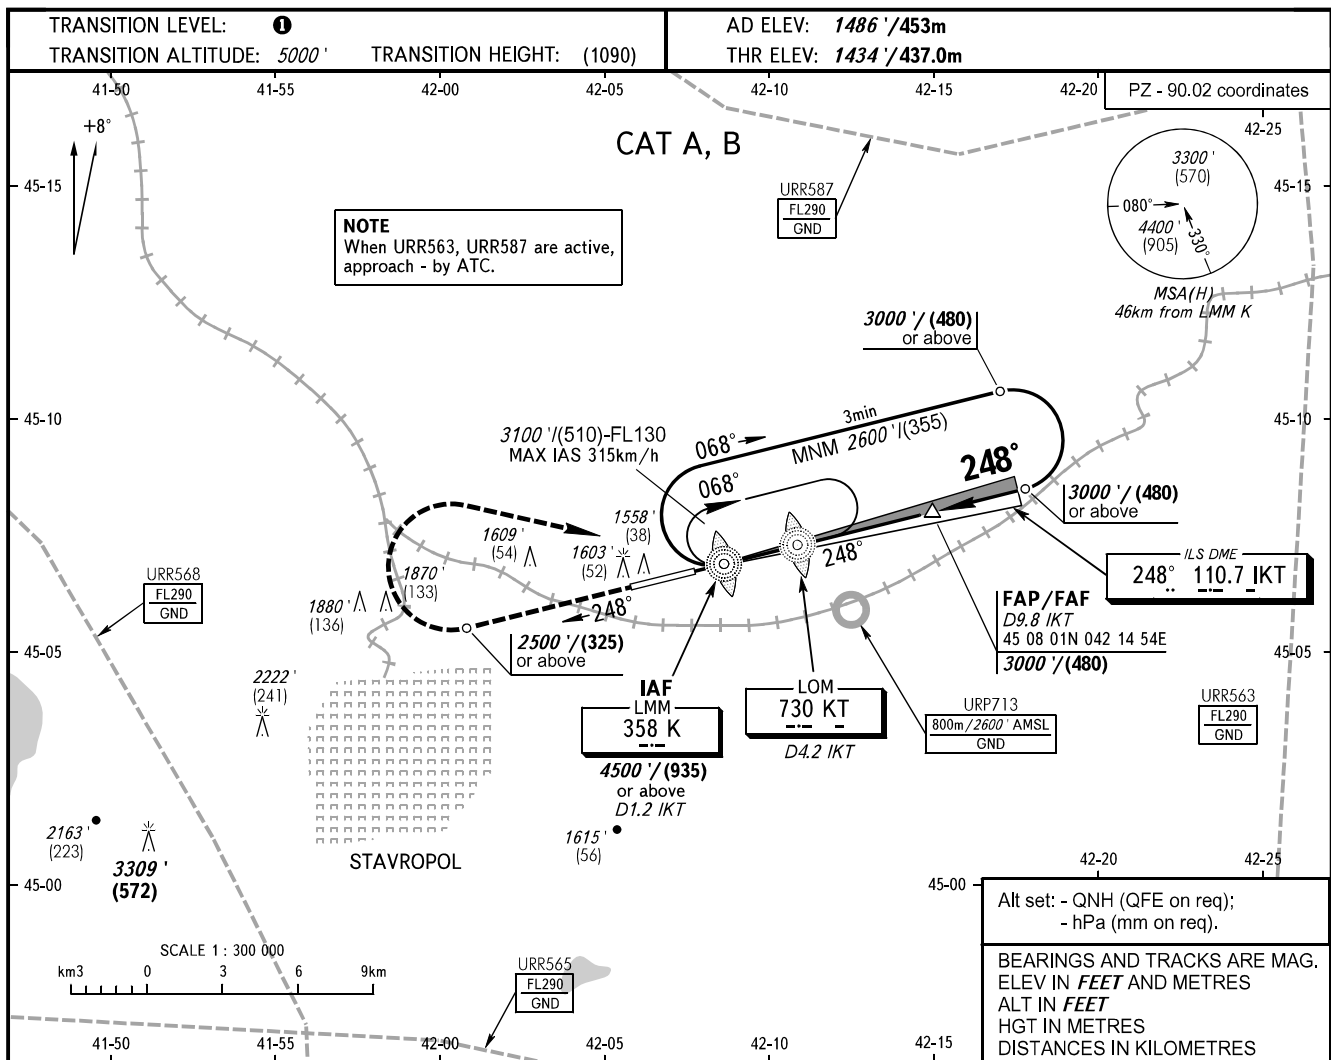 TRANSITION LEVEL: 1
TRANSITION ALTITUDE: 5000 ' TRANSITION HEIGHT: (1090)
AD ELEV: 1486 '/453m
THR ELEV: 1434 '/437.0m
41-50 41-55 42-00 42-05 42-10 42-15 42-20
PZ - 90.02 coordinates
42-25
+8°
CAT A, B
45-15
45-15
NOTE
When URR563, URR587 are active,
approach - by ATC.
URR587
FL290
GND
3300 '
(570)
080°
4400 '
(905)
330°
MSA(H)
46km from LMM K
3000 '/(480)
or above
45-10
45-10
3100 '/(510)-FL130
MAX IAS 315km/h
068°
3min
MNM 2600 '/(355)
248°
068°
3000 '/(480)
or above
1558 '
(38)
1609 '
(54)
1603 '
(52)
248°
ILS DME
248° 110.7 IKT
URR568
FL290
GND
1870 '
(133)
1880 '
(136)
248°
FAP/FAF
D9.8 IKT
45 08 01N 042 14 54E
3000 '/(480)
2500 '/(325)
or above
45-05
45-05
2222 '
(241)
IAF
LMM
358 K
4500 '/(935)
or above
D1.2 IKT
LOM
730 KT
D4.2 IKT
URP713
800m/2600 ' AMSL
GND
URR563
FL290
GND
2163 '
(223)
3309 '
(572)
1615 '
(56)
STAVROPOL
42-20 42-25
45-00
45-00
Alt set: - QNH (QFE on req);
- hPa (mm on req).
SCALE 1 : 300 000
km3 0 3 6 9km
URR565
FL290
GND
BEARINGS AND TRACKS ARE MAG.
ELEV IN FEET AND METRES
ALT IN FEET
HGT IN METRES
DISTANCES IN KILOMETRES
41-50 41-55 42-00 42-05 42-10 42-15